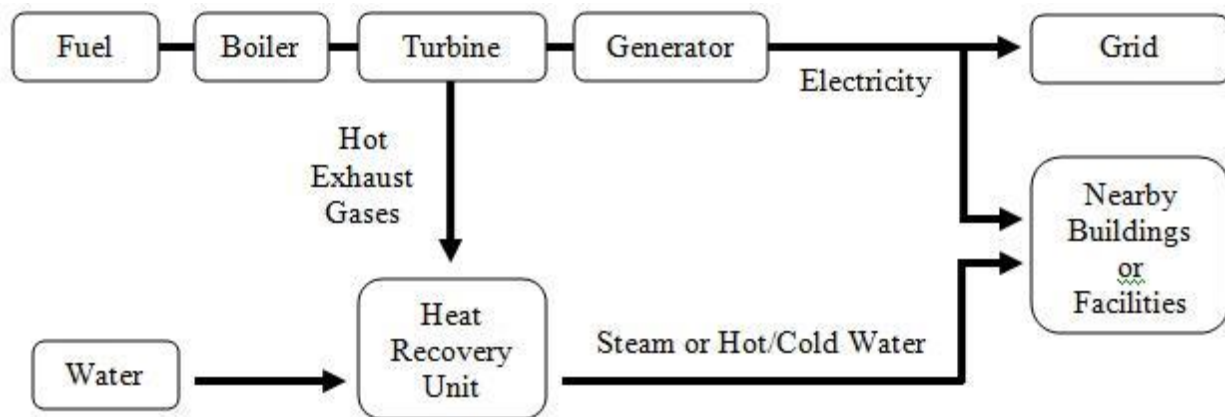 Fuel
Boiler
Turbine
Generator
Grid
Electricity
Hot
Exhaust
Gases
Nearby
Buildings
or
Facilities
Heat
Recovery
Unit
Steam or Hot/Cold Water
Water